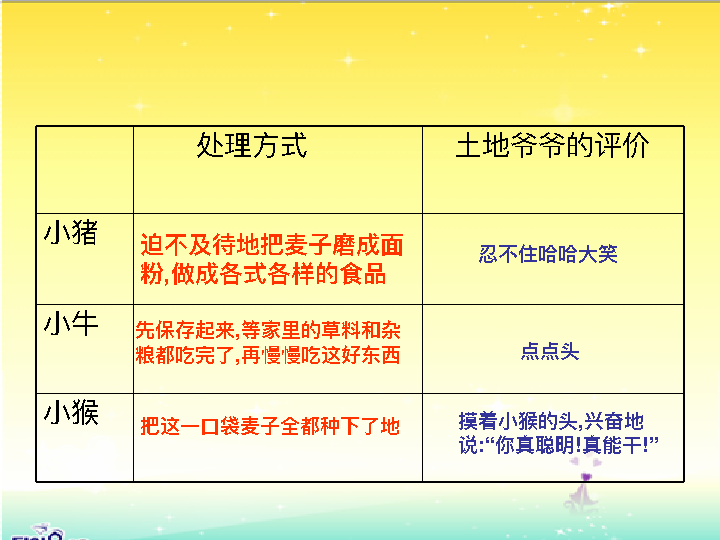 处理方式
土地爷爷的评价
小猪
迫不及待地把麦子磨成面
粉,做成各式各样的食品
忍不住哈哈大笑
小牛
先保存起来,等家里的草料和杂
粮都吃完了,再慢慢吃这好东西
点点头
小猴
把这一口袋麦子全都种下了地
摸着小猴的头,兴奋地
说:“你真聪明!真能干!”